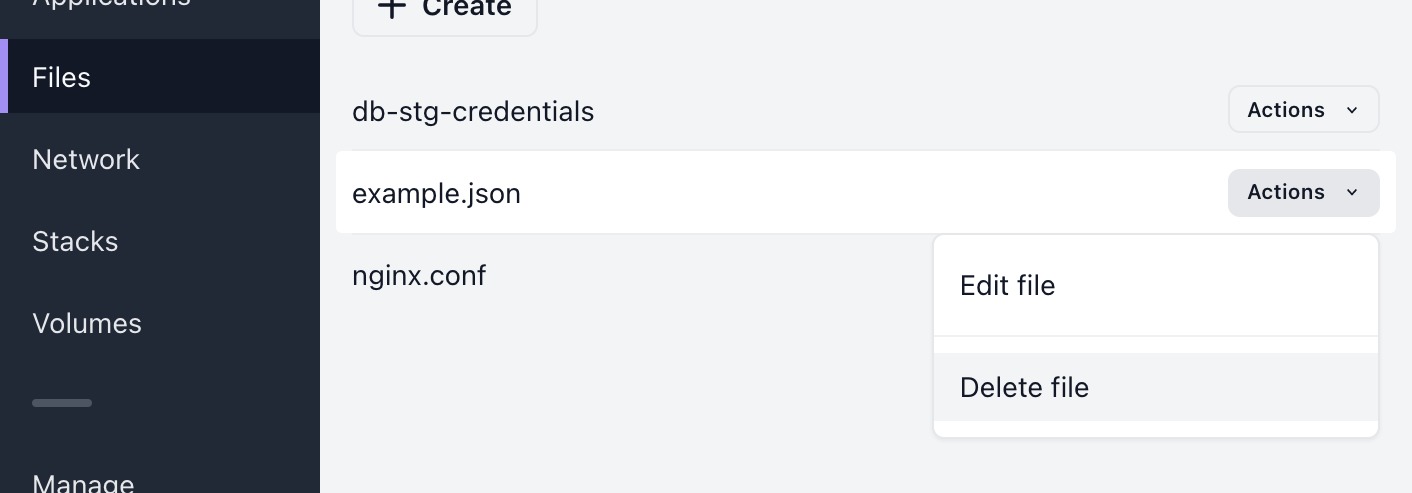 Applications
Files
Network
Stacks
Volumes
Manage
Create
db-stg-credentials
Actions
example.json
Actions
nginx.conf
Edit file
Delete file